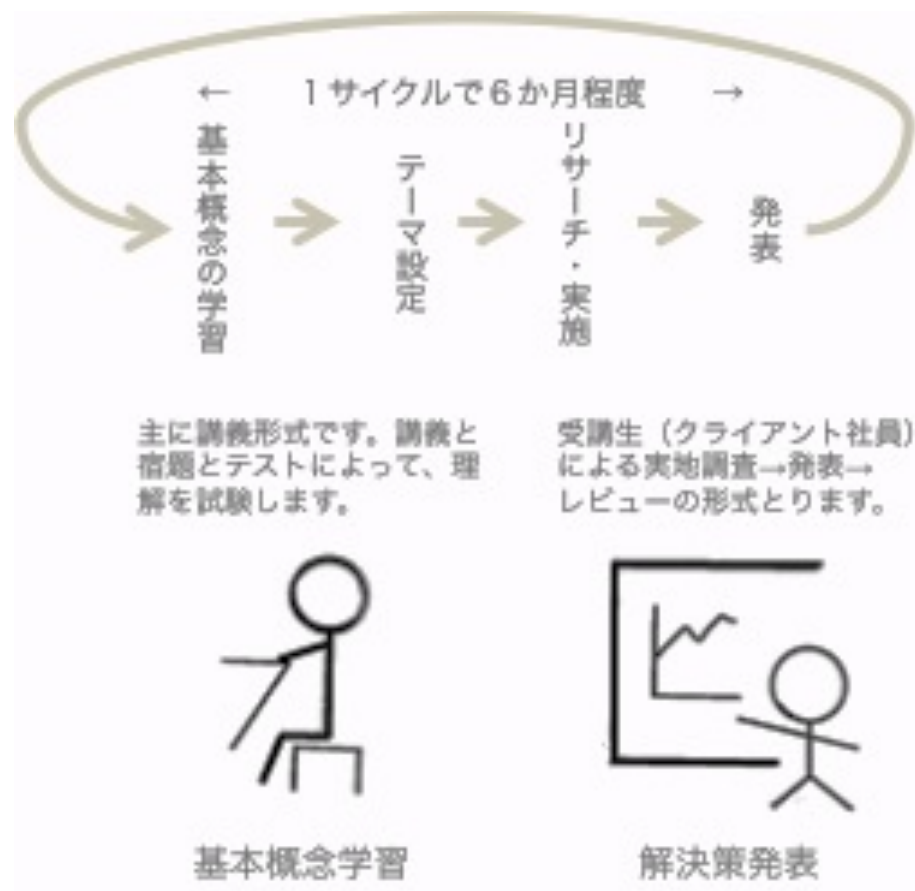 ← 1サイクルで6か月程度 →
基本概念の学習
テーマ設定
リサーチ・実施
発表
主に講義形式です。講義と
宿題とテストによって、理
解を試験します。
受講生（クライアント社員）
による実地調査→発表→
レビューの形式とります。
基本概念学習
解決策発表